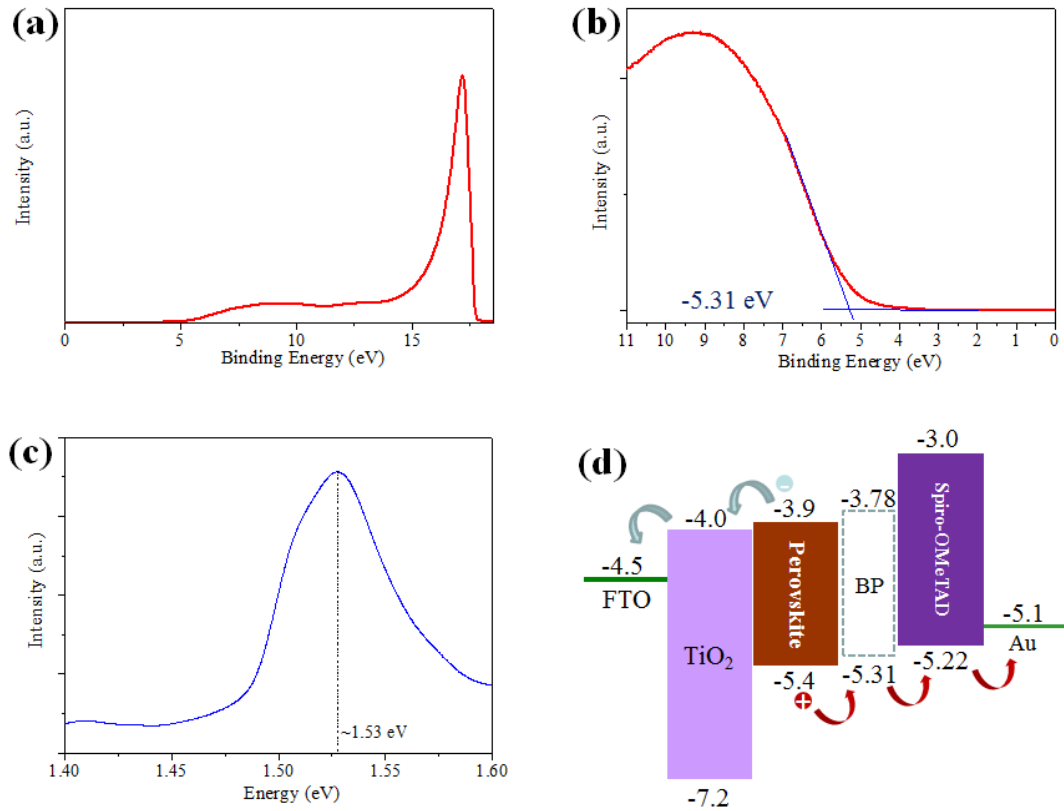 (a)
Intensity (a.u.)
0 5 10 15
Binding Energy (eV)
(b)
Intensity (a.u.)
-5.31 eV
11 10 9 8 7 6 5 4 3 2 1 0
Binding Energy (eV)
(c)
Intensity (a.u.)
~1.53 eV
1.40 1.45 1.50 1.55 1.60
Energy (eV)
(d)
-3.0
-3.78
-3.9
-4.0
-4.5
FTO
TiO2
Perovskite
BP
Spiro-OMeTAD
-5.1
Au
-5.22
-5.31
-5.4
-7.2